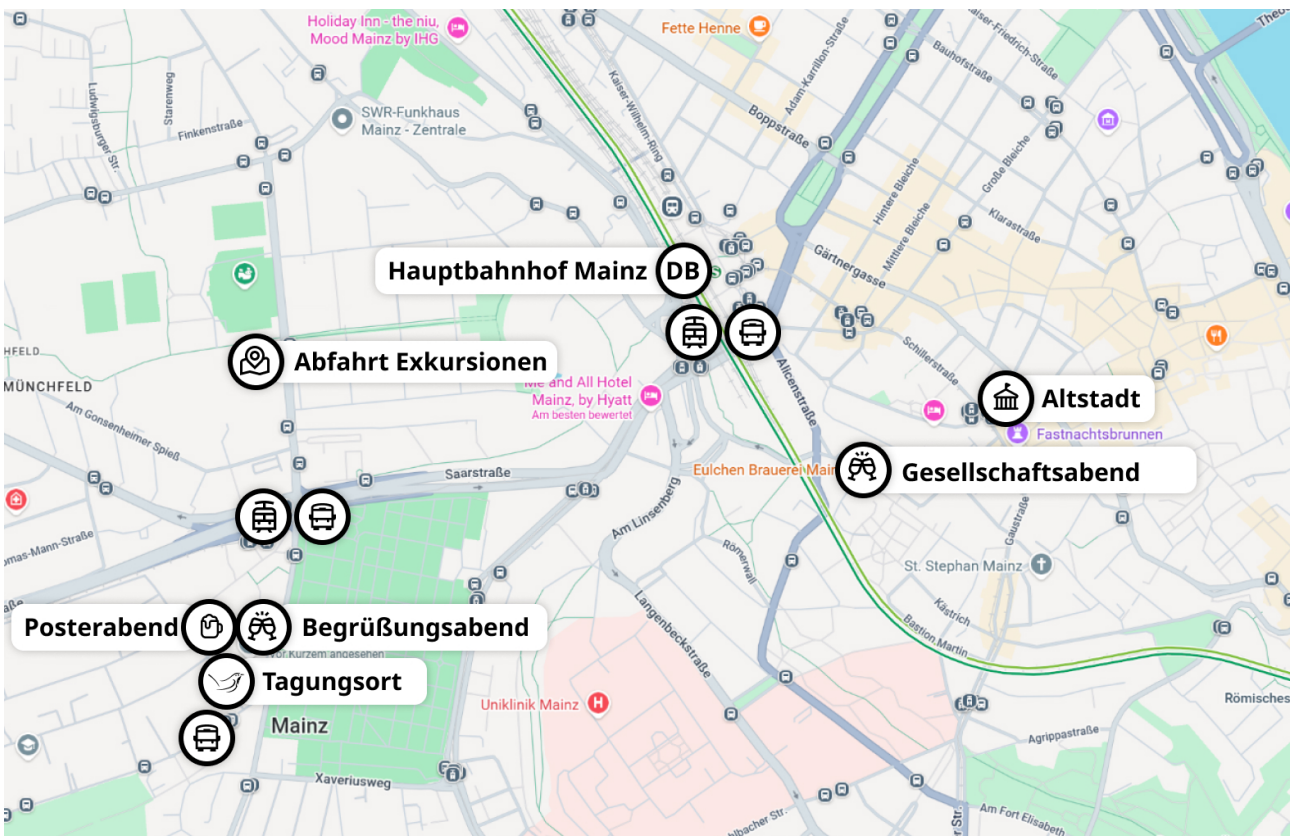 Holiday Inn - the niu,
Mood Mainz by IHG
Fette Henne
Kaiser-Friedrich-Straße
Bauhofstraße
Adam-Karrillon-Straße
Ludwigsburger Str.
Starenweg
Finkenstraße
SWR-Funkhaus
Mainz - Zentrale
Kaiser-Wilhelm-Ring
Boppstraße
Große Bleiche
Hintere Bleiche
Mittlere Bleiche
Klarastraße
Gärtnergasse
Hauptbahnhof Mainz
DB
S
Abfahrt Exkursionen
MÜNCHFELD
Am Gonsenheimer Spieß
Me and All Hotel
Mainz, by Hyatt
Am besten bewertet
Alicenstraße
Schillerstraße
Altstadt
Fastnachtsbrunnen
Eulchen Brauerei
Gesellschaftsabend
Saarstraße
Am Linsenberg
Gaustraße
Römerwall
St. Stephan Mainz
Langenbeckstraße
Kästrich
Bastion Martin
Posterabend
Begrüßungsabend
vor Kurzem angesehen
Tagungsort
Uniklinik Mainz
H
Mainz
Römisches
Agrippastraße
Xaveriusweg
Am Fort Elisabeth